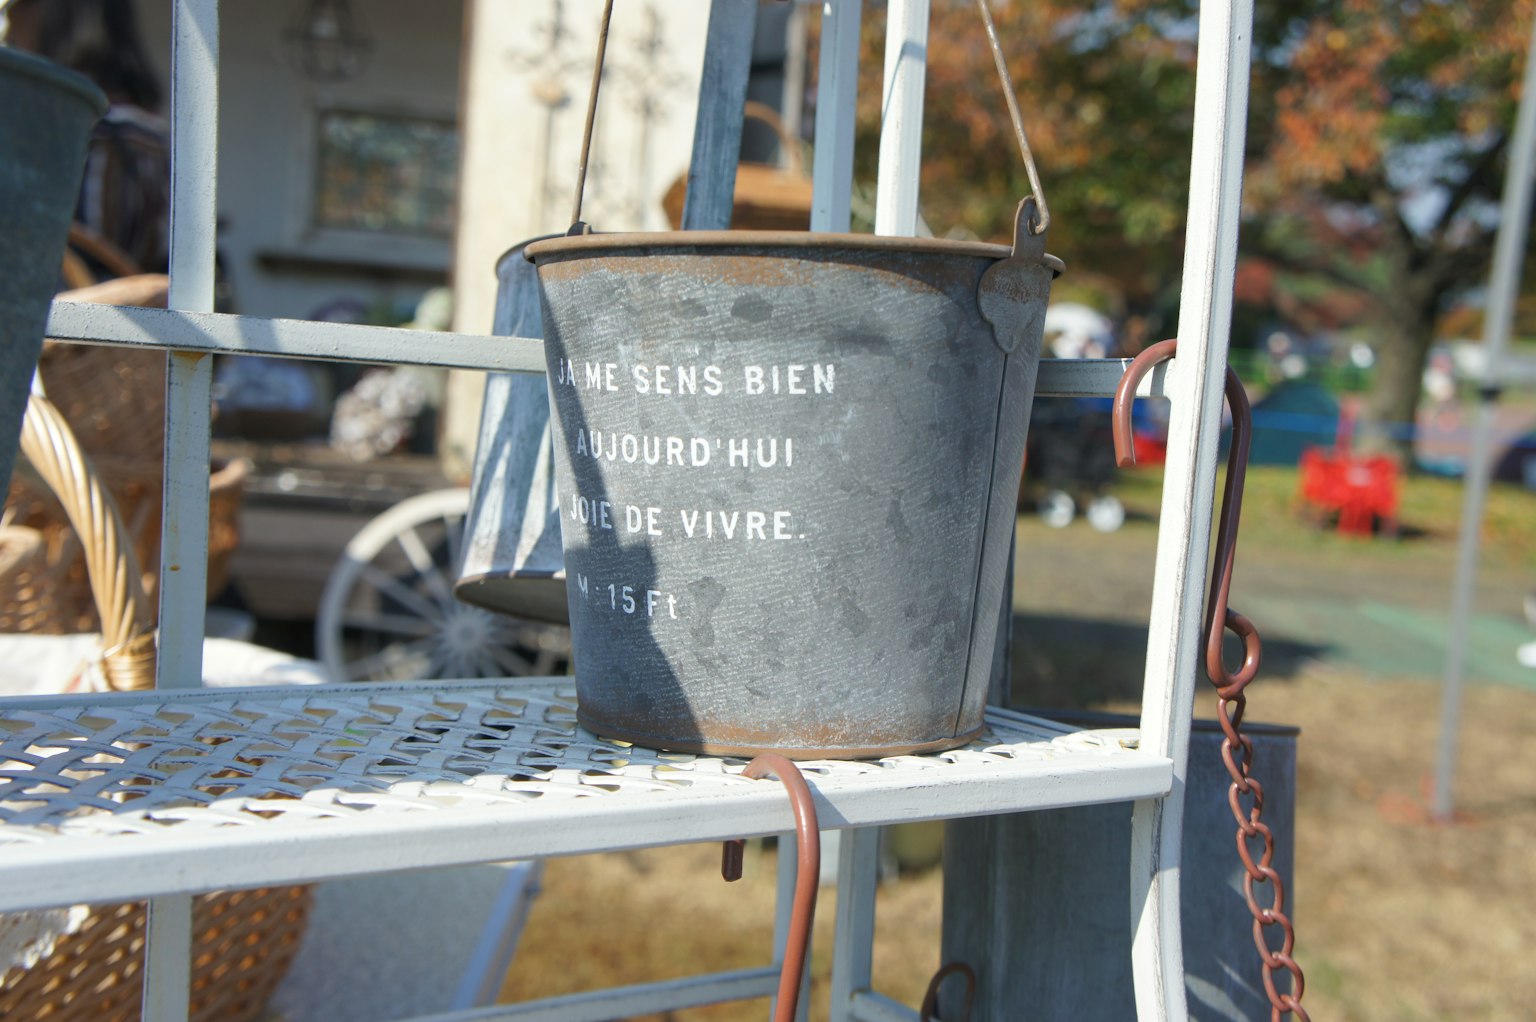 JA ME SENS BIEN
AUJOURD'HUI
JOIE DE VIVRE.
M : 15 Ft